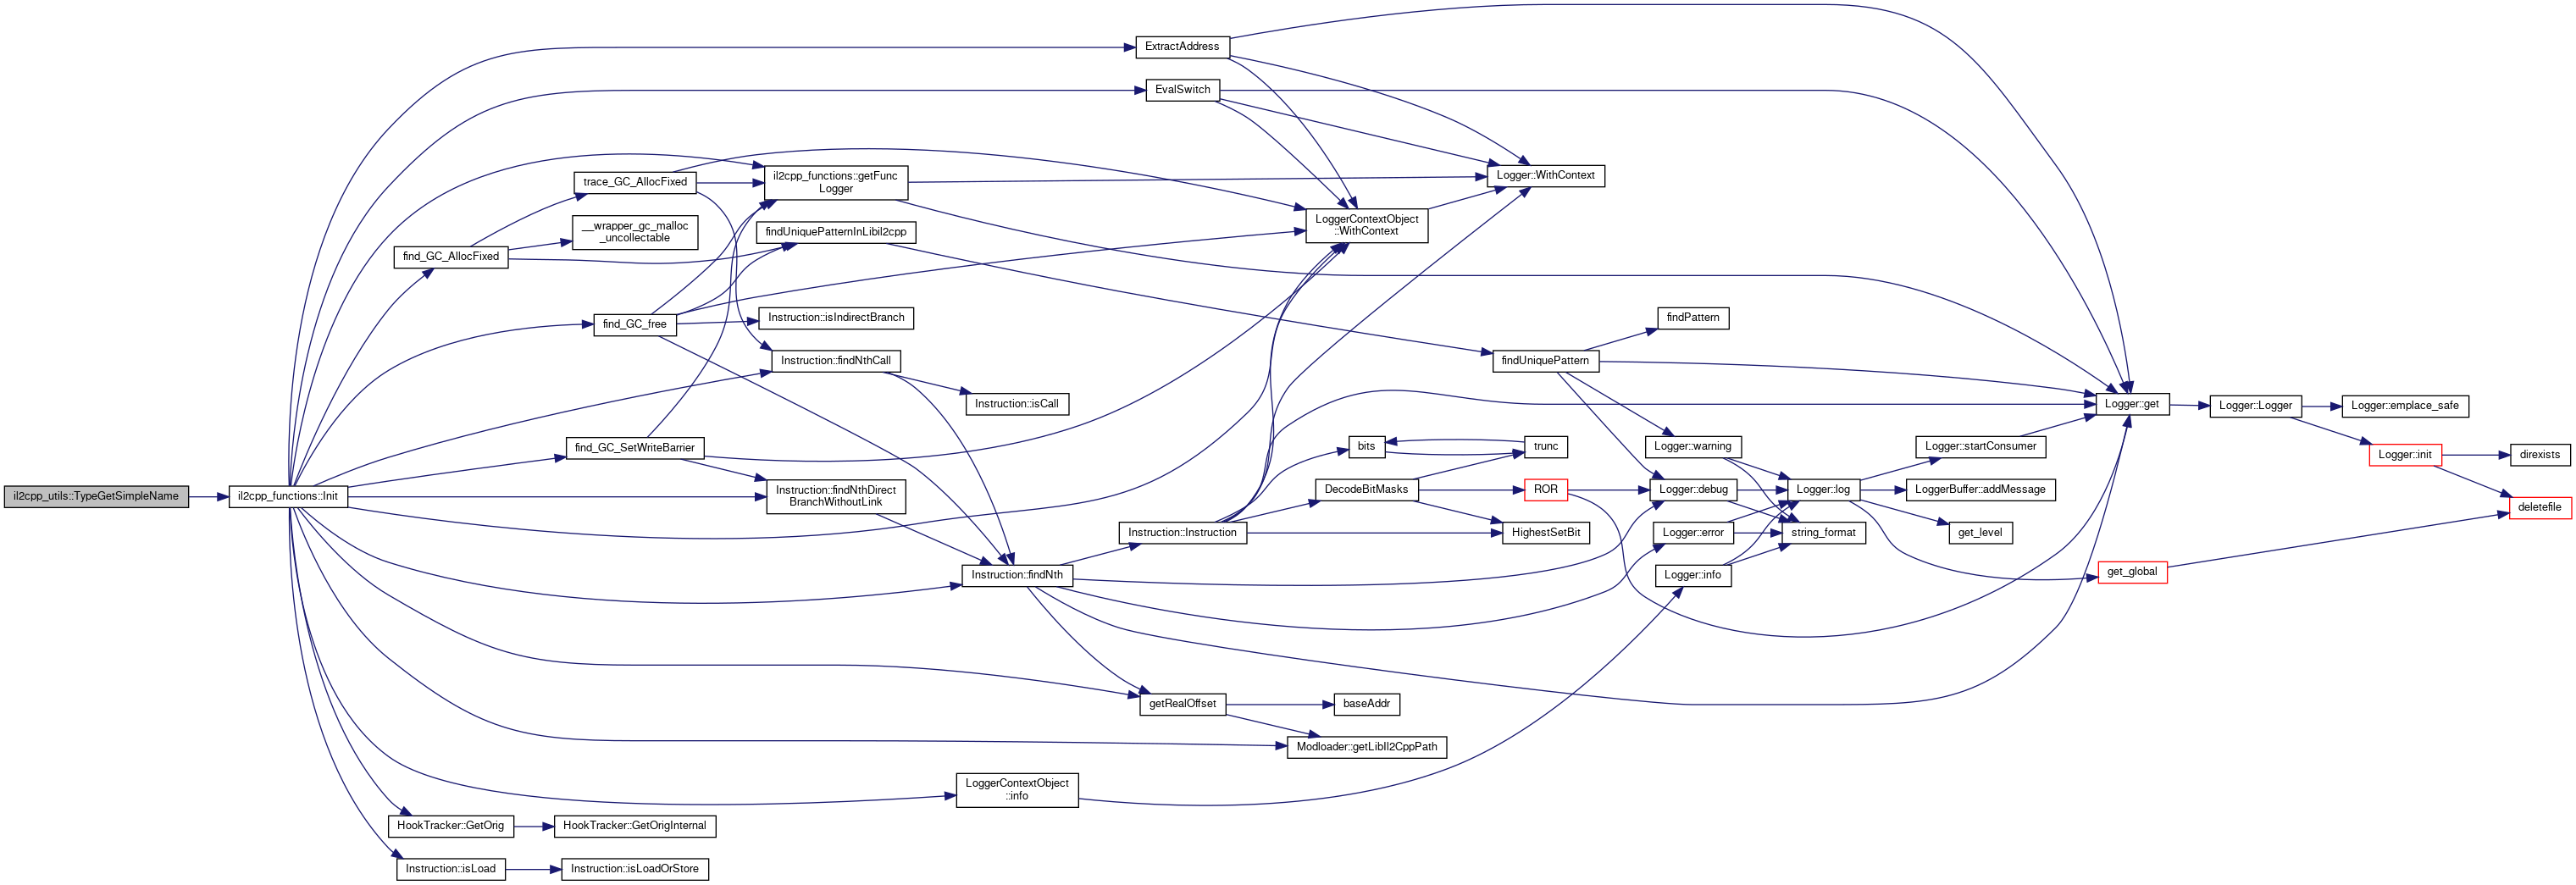 il2cpp_utils::TypeGetSimpleName
il2cpp_functions::Init
ExtractAddress
EvalSwitch
trace_GC_AllocFixed
il2cpp_functions::getFunc
Logger
__wrapper_gc_malloc
_uncollectable
find_GC_AllocFixed
findUniquePatternInLibil2cpp
find_GC_free
Instruction::isIndirectBranch
Instruction::findNthCall
Instruction::isCall
find_GC_SetWriteBarrier
Instruction::findNthDirect
BranchWithoutLink
Instruction::findNth
Instruction::Instruction
getRealOffset
baseAddr
Modloader::getLibIl2CppPath
LoggerContextObject
::info
HookTracker::GetOrig
HookTracker::GetOrigInternal
Instruction::isLoad
Instruction::isLoadOrStore
Logger::WithContext
LoggerContextObject
::WithContext
findUniquePattern
findPattern
bits
trunc
DecodeBitMasks
ROR
HighestSetBit
Logger::warning
Logger::debug
Logger::error
Logger::info
Logger::log
string_format
Logger::startConsumer
LoggerBuffer::addMessage
get_level
get_global
Logger::get
Logger::Logger
Logger::emplace_safe
Logger::init
direxists
deletefile